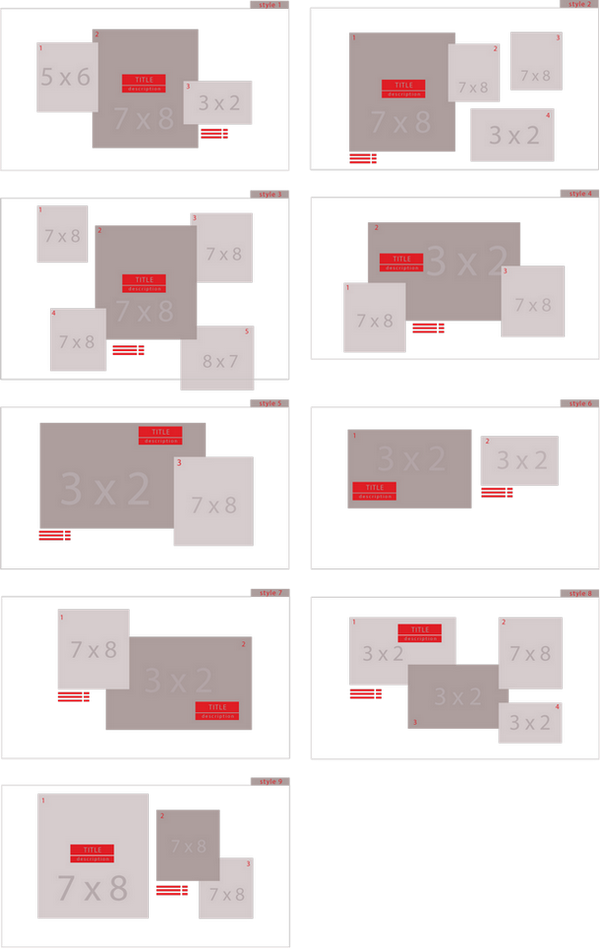 style 1
1
5 x 6
2
TITLE
description
7 x 8
3
3 x 2
style 2
1
TITLE
description
7 x 8
2
7 x 8
3
7 x 8
4
3 x 2
style 3
1
7 x 8
2
TITLE
description
7 x 8
3
7 x 8
4
7 x 8
5
8 x 7
style 4
2
TITLE
description
3 x 2
1
7 x 8
3
7 x 8
style 5
TITLE
description
3 x 2
3
7 x 8
style 6
1
3 x 2
TITLE
description
2
3 x 2
style 7
1
7 x 8
2
3 x 2
TITLE
description
style 8
1
TITLE
description
3 x 2
2
7 x 8
3 x 2
3
4
3 x 2
style 9
1
TITLE
description
7 x 8
2
7 x 8
3
7 x 8